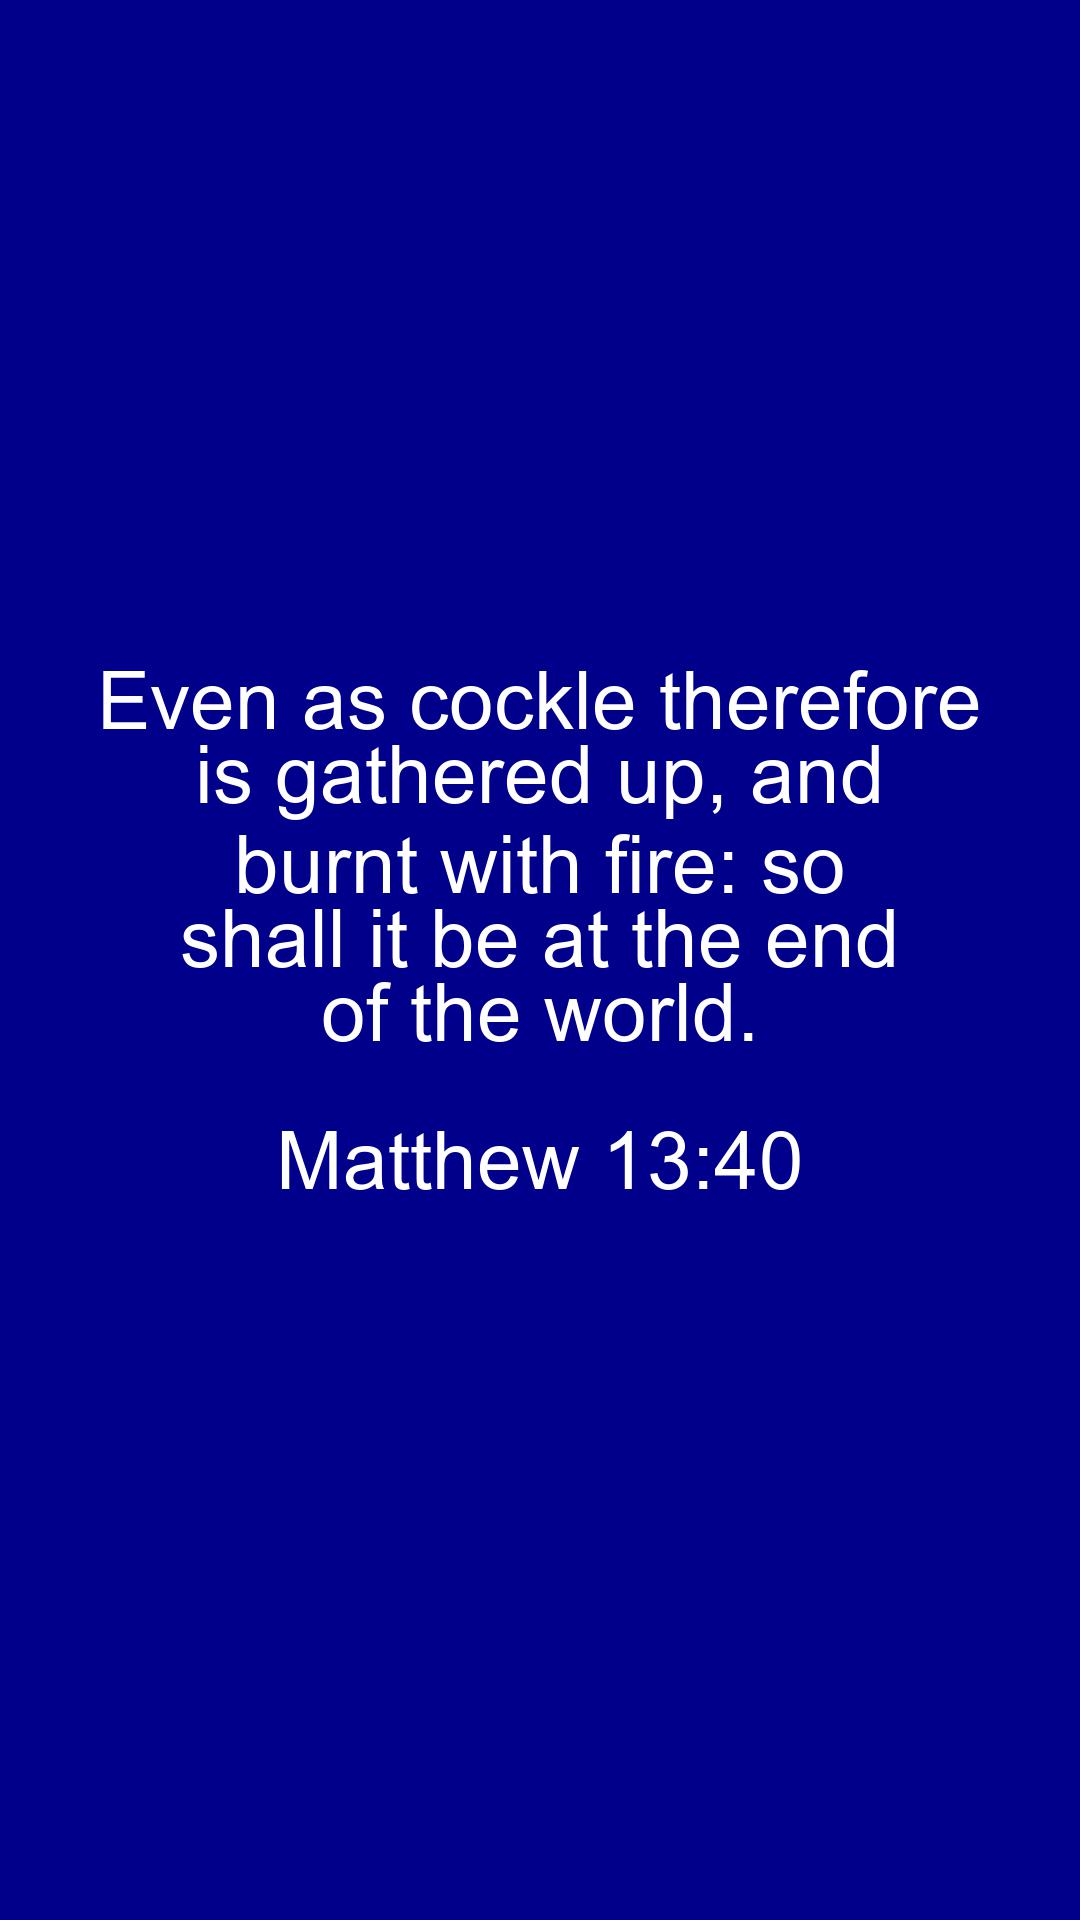 Even as cockle therefore
is gathered up, and
burnt with fire: so
shall it be at the end
of the world.
Matthew 13:40